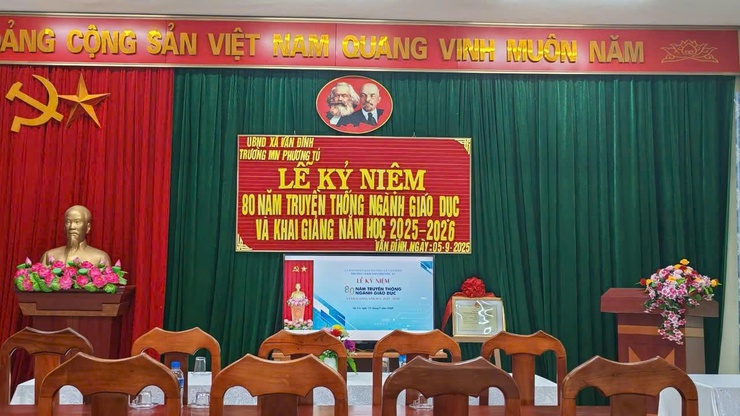 ĐẢNG CỘNG SẢN VIỆT NAM QUANG VINH MUÔN NĂM
UBND XÃ VÂN ĐÌNH
TRƯỜNG MN PHƯƠNG TÚ
LỄ KỶ NIỆM
80 NĂM TRUYỀN THỐNG NGÀNH GIÁO DỤC
VÀ KHAI GIẢNG NĂM HỌC 2025-2026
VÂN ĐÌNH, NGÀY-05-9-2025
LỄ KỶ NIỆM
80 NĂM TRUYỀN THỐNG
NGÀNH GIÁO DỤC